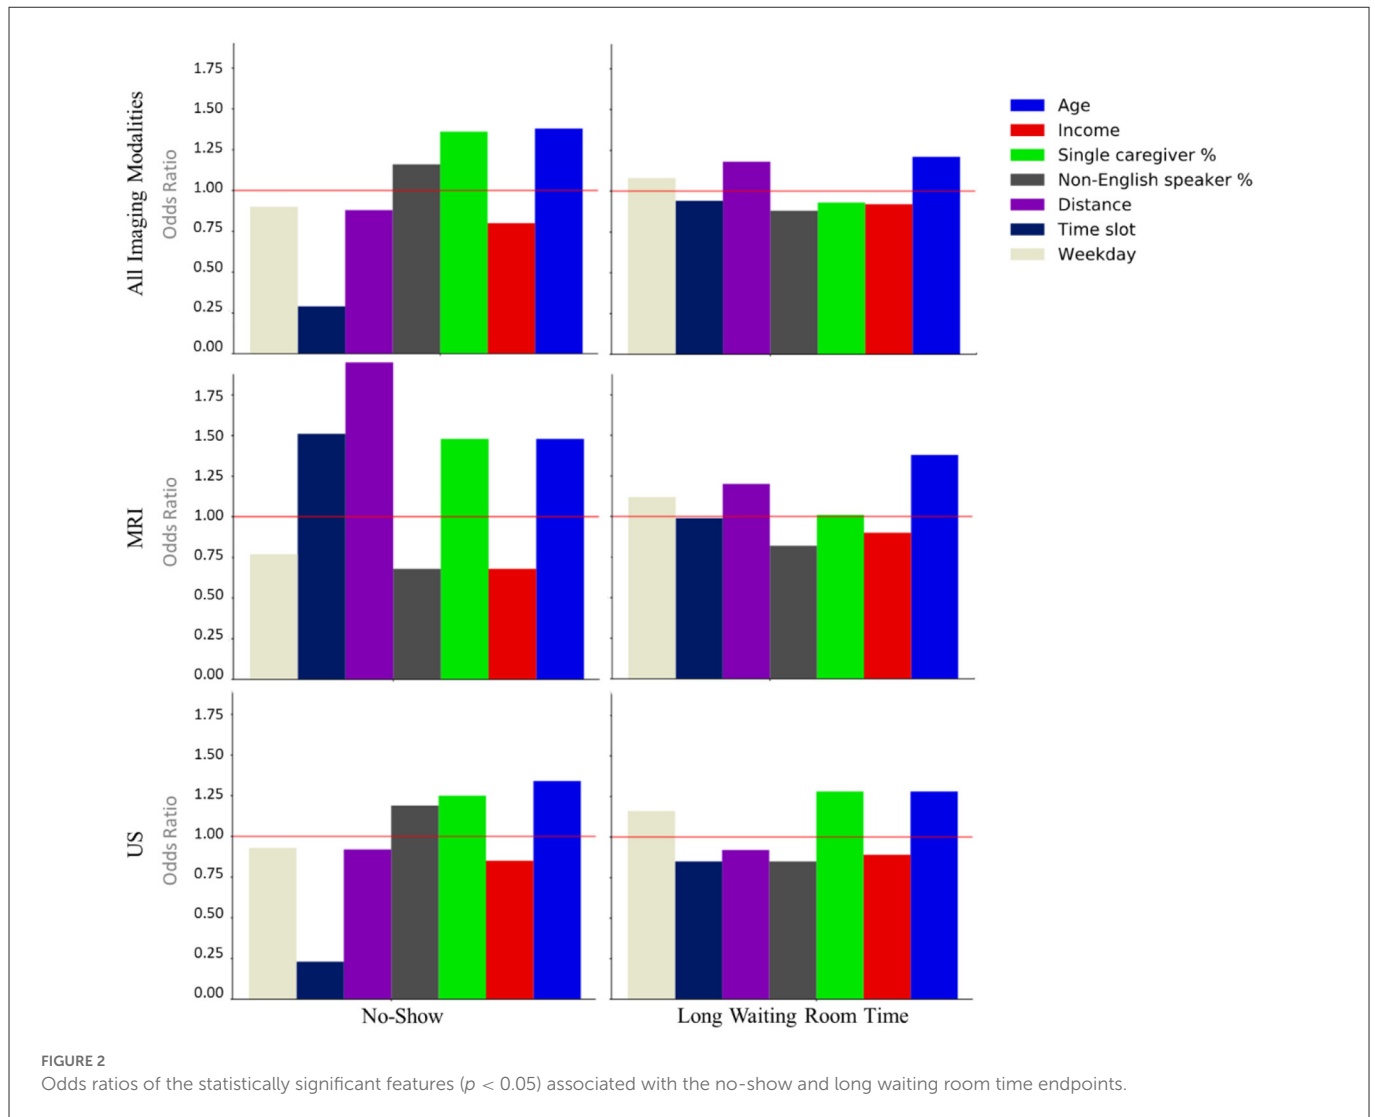 All Imaging Modalities
Odds Ratio
1.75
1.50
1.25
1.00
0.75
0.50
0.25
0.00
Age
Income
Single caregiver %
Non-English speaker %
Distance
Time slot
Weekday
MRI
Odds Ratio
1.75
1.50
1.25
1.00
0.75
0.50
0.25
0.00
US
Odds Ratio
1.75
1.50
1.25
1.00
0.75
0.50
0.25
0.00
No-Show
Long Waiting Room Time
FIGURE 2
Odds ratios of the statistically significant features (p < 0.05) associated with the no-show and long waiting room time endpoints.